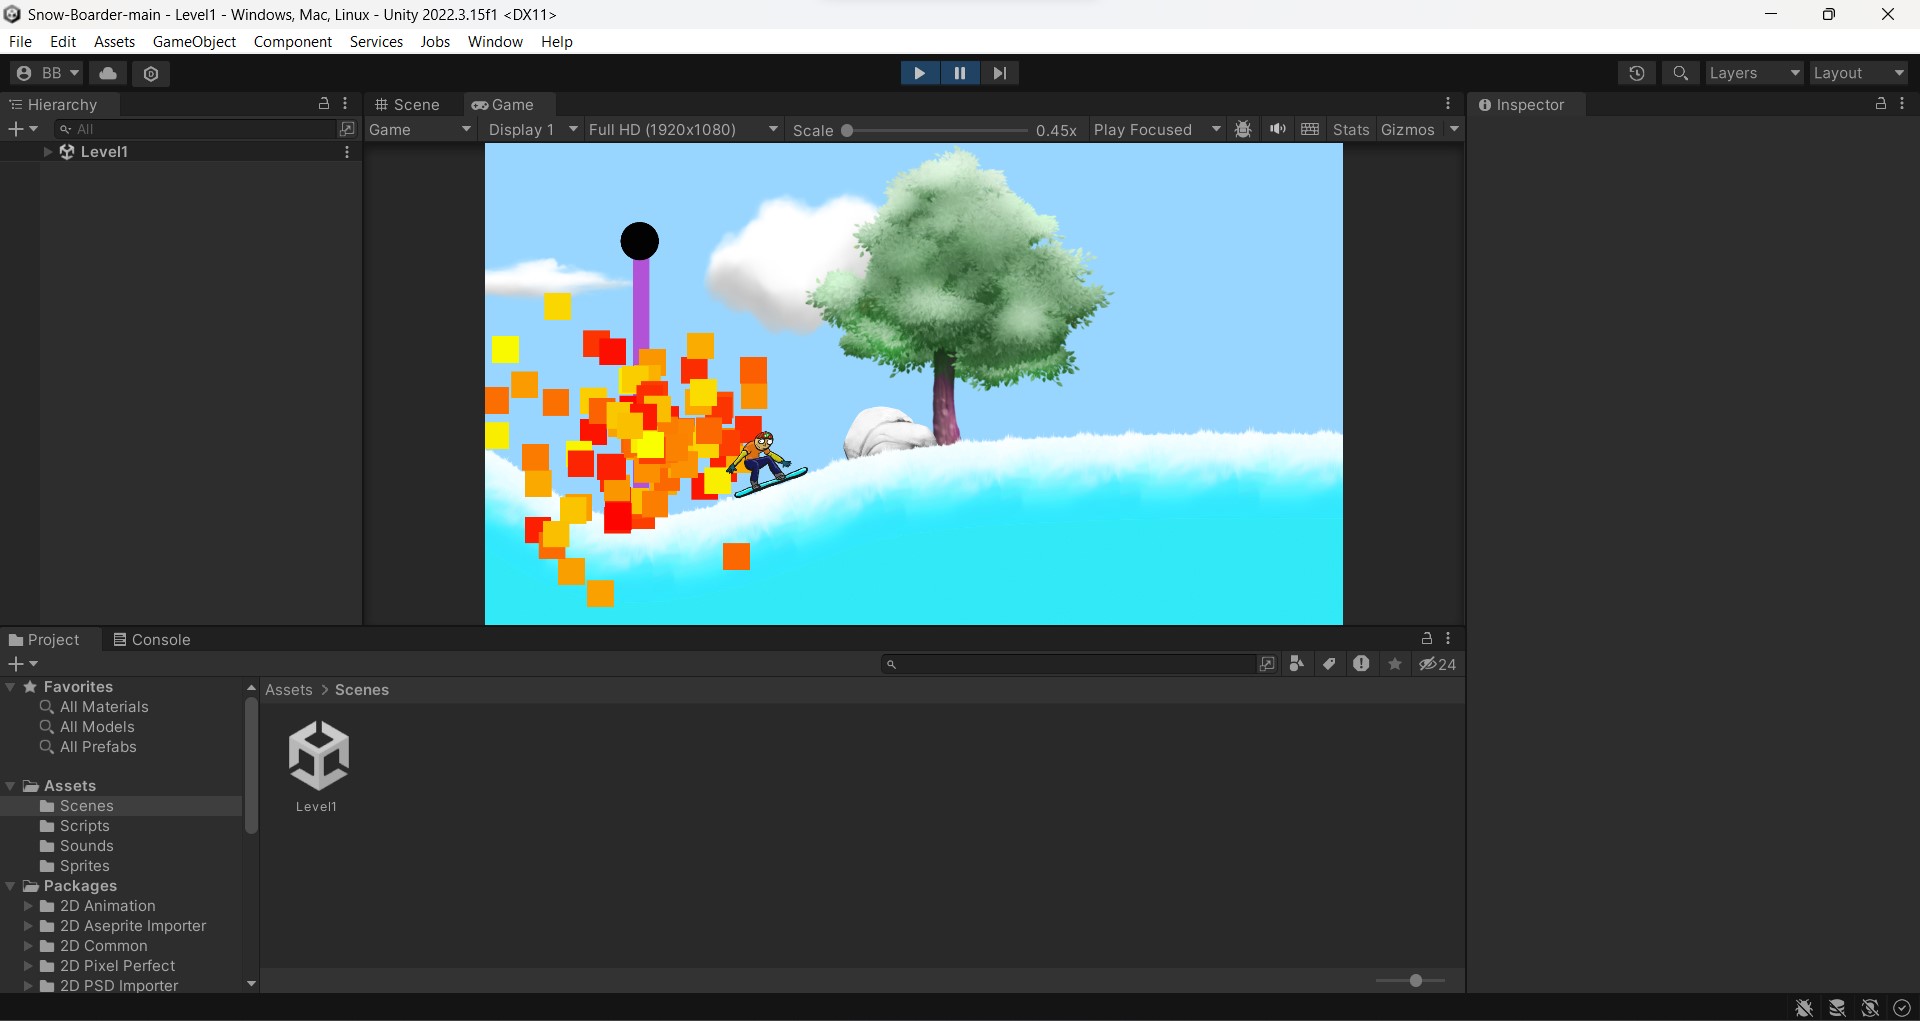 Snow-Boarder-main - Level1 - Windows, Mac, Linux - Unity 2022.3.15f1 <DX11>
File Edit Assets GameObject Component Services Jobs Window Help
BB Layers Layout
Hierarchy
All
Level1
Scene Game
Game Display 1 Full HD (1920x1080) Scale 0.45x Play Focused Stats Gizmos
Inspector
Project Console
24
Favorites
All Materials
All Models
All Prefabs
Assets
Scenes
Scripts
Sounds
Sprites
Packages
2D Animation
2D Aseprite Importer
2D Common
2D Pixel Perfect
2D PSD Importer
Assets > Scenes
Level1